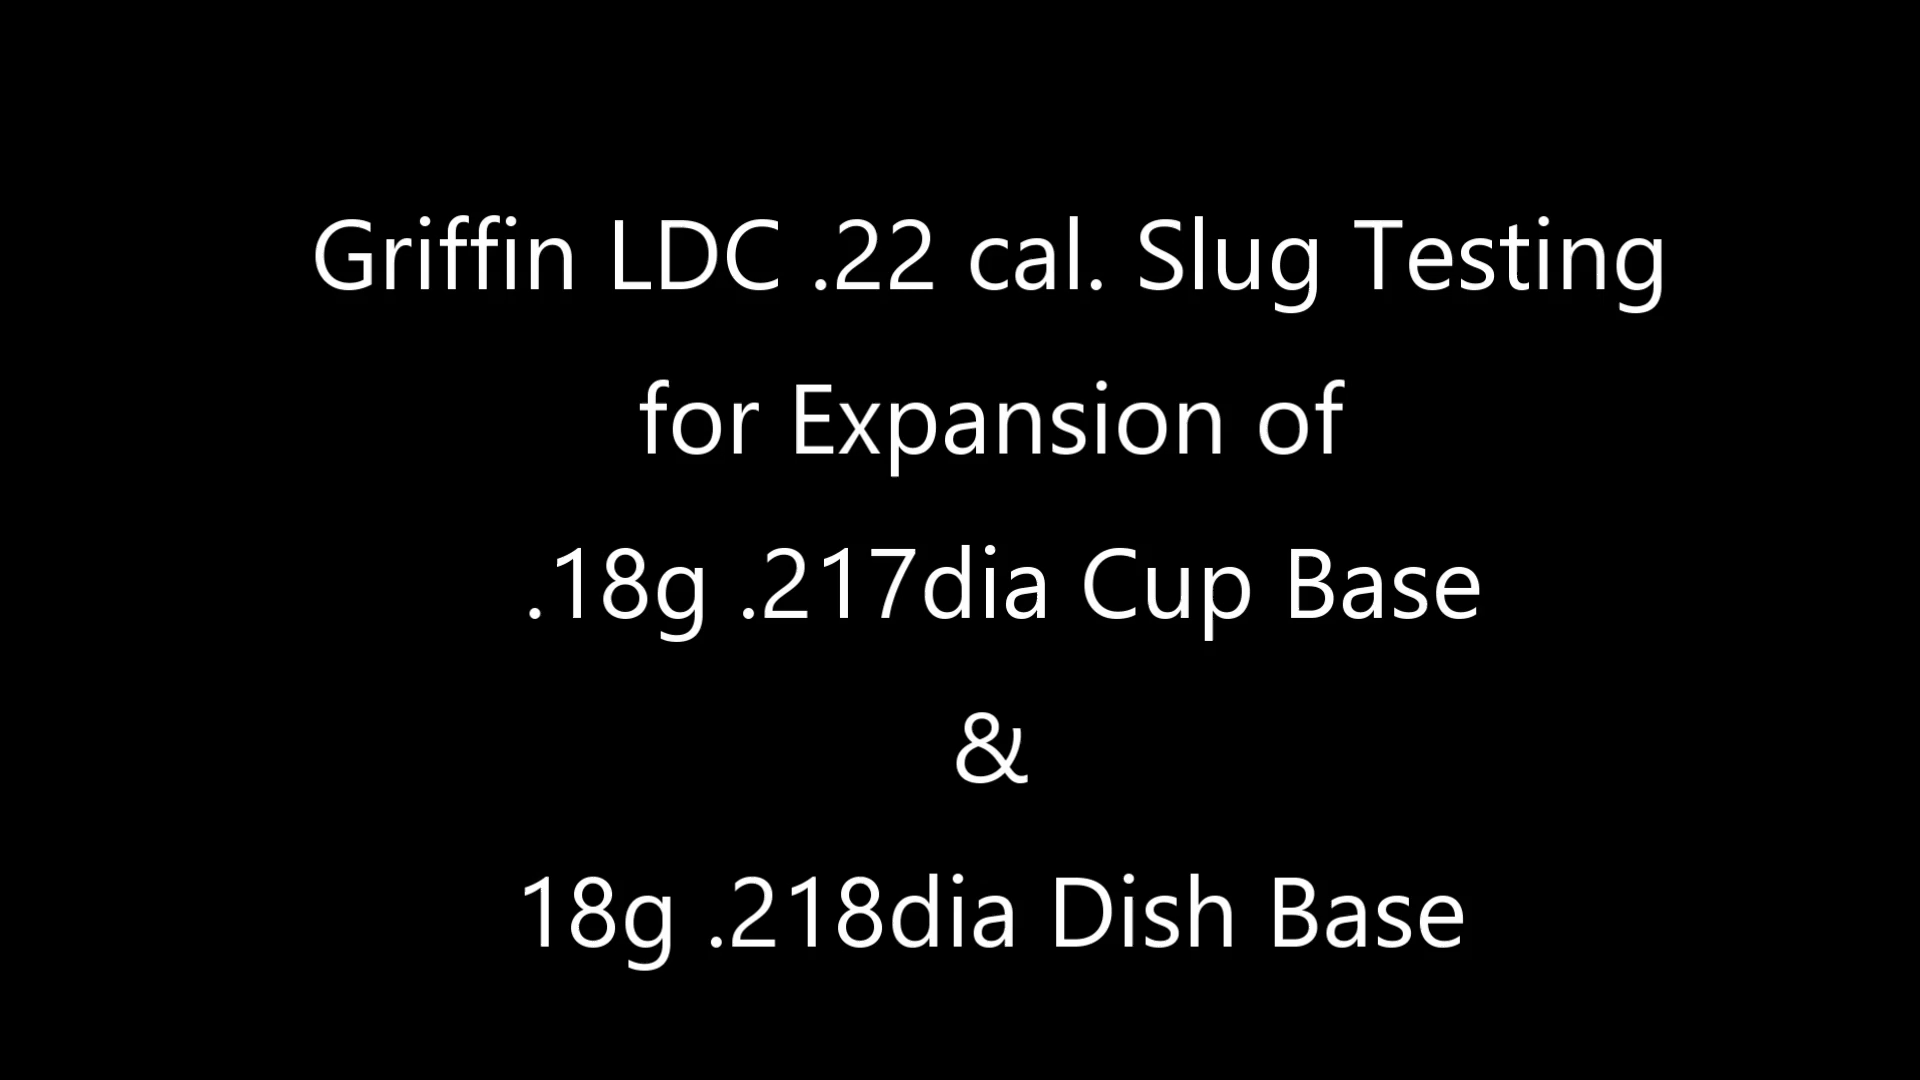 Griffin LDC .22 cal. Slug Testing
for Expansion of
.18g .217dia Cup Base
&
18g .218dia Dish Base